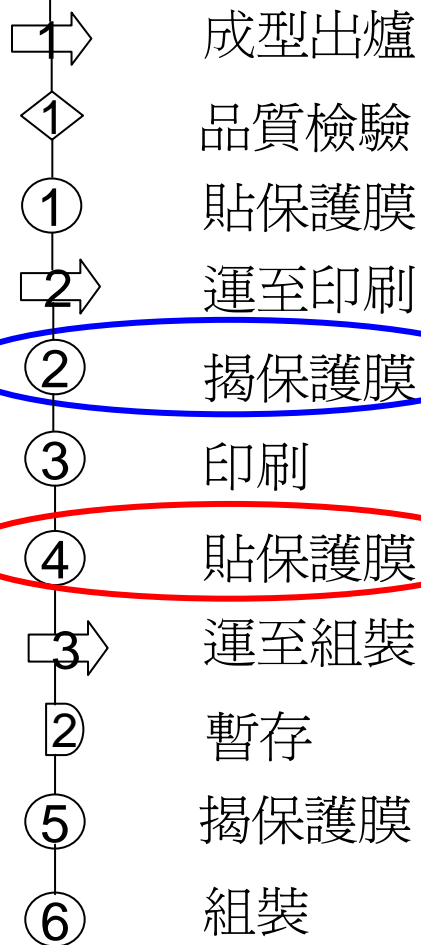 1 成型出爐
1 品質檢驗
1 貼保護膜
2 運至印刷
2 揭保護膜
3 印刷
4 貼保護膜
3 運至組裝
2 暫存
5 揭保護膜
6 組裝